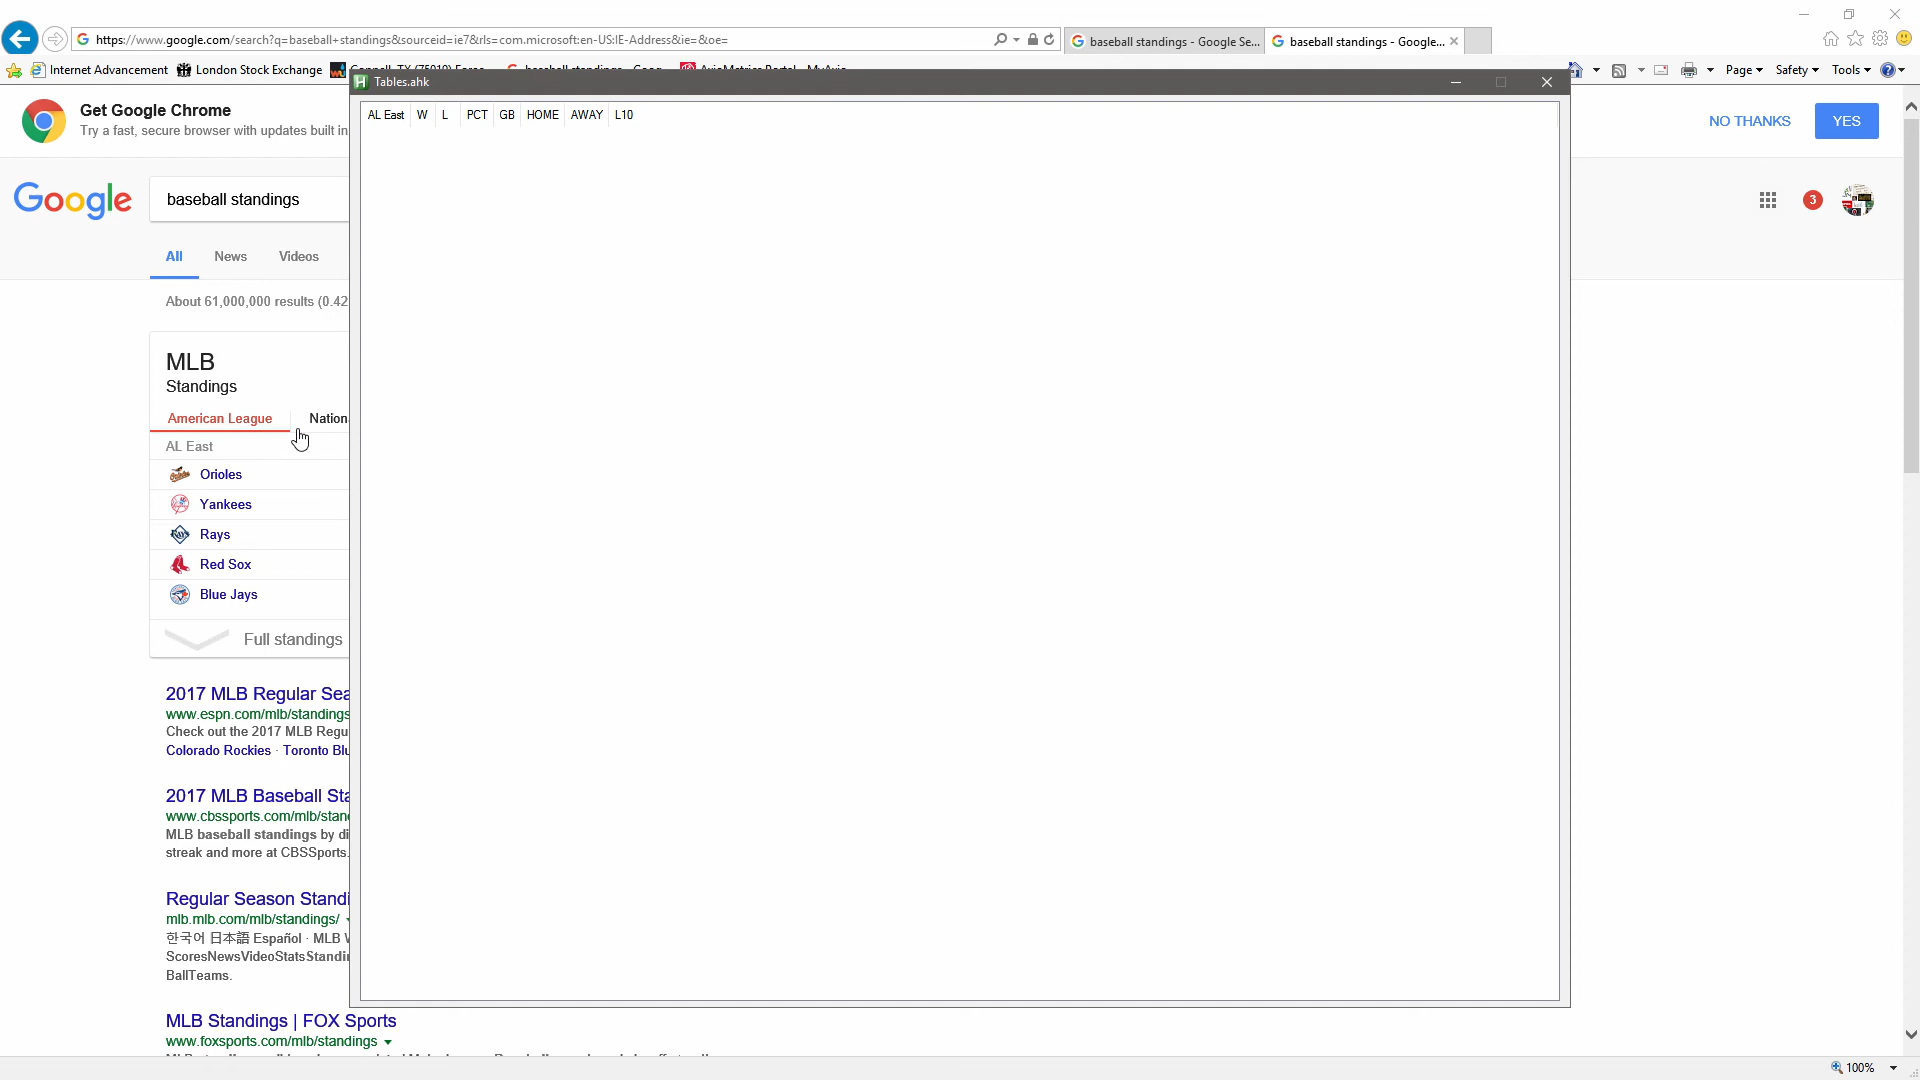 https://www.google.com/search?q=baseball+standings&sourceid=ie7&rls=com.microsoft:en-US:IE-Address&ie=&oe=
baseball standings - Google Se...
baseball standings - Google...
Internet Advancement
London Stock Exchange
Page
Safety
Tools
Tables.ahk
Get Google Chrome
Try a fast, secure browser with updates built in
NO THANKS
YES
AL East W L PCT GB HOME AWAY L10
Google
baseball standings
3
All
News
Videos
About 61,000,000 results (0.42
MLB
Standings
American League
Nation
AL East
Orioles
Yankees
Rays
Red Sox
Blue Jays
Full standings
2017 MLB Regular Sea
www.espn.com/mlb/standings
Check out the 2017 MLB Regu
Colorado Rockies · Toronto Blu
2017 MLB Baseball Sta
www.cbssports.com/mlb/stan
MLB baseball standings by di
streak and more at CBSSports.
Regular Season Standi
mlb.mlb.com/mlb/standings/
한국어 日本語 Español · MLB
ScoresNewsVideoStatsStandi
BallTeams.
MLB Standings | FOX Sports
www.foxsports.com/mlb/standings
100%